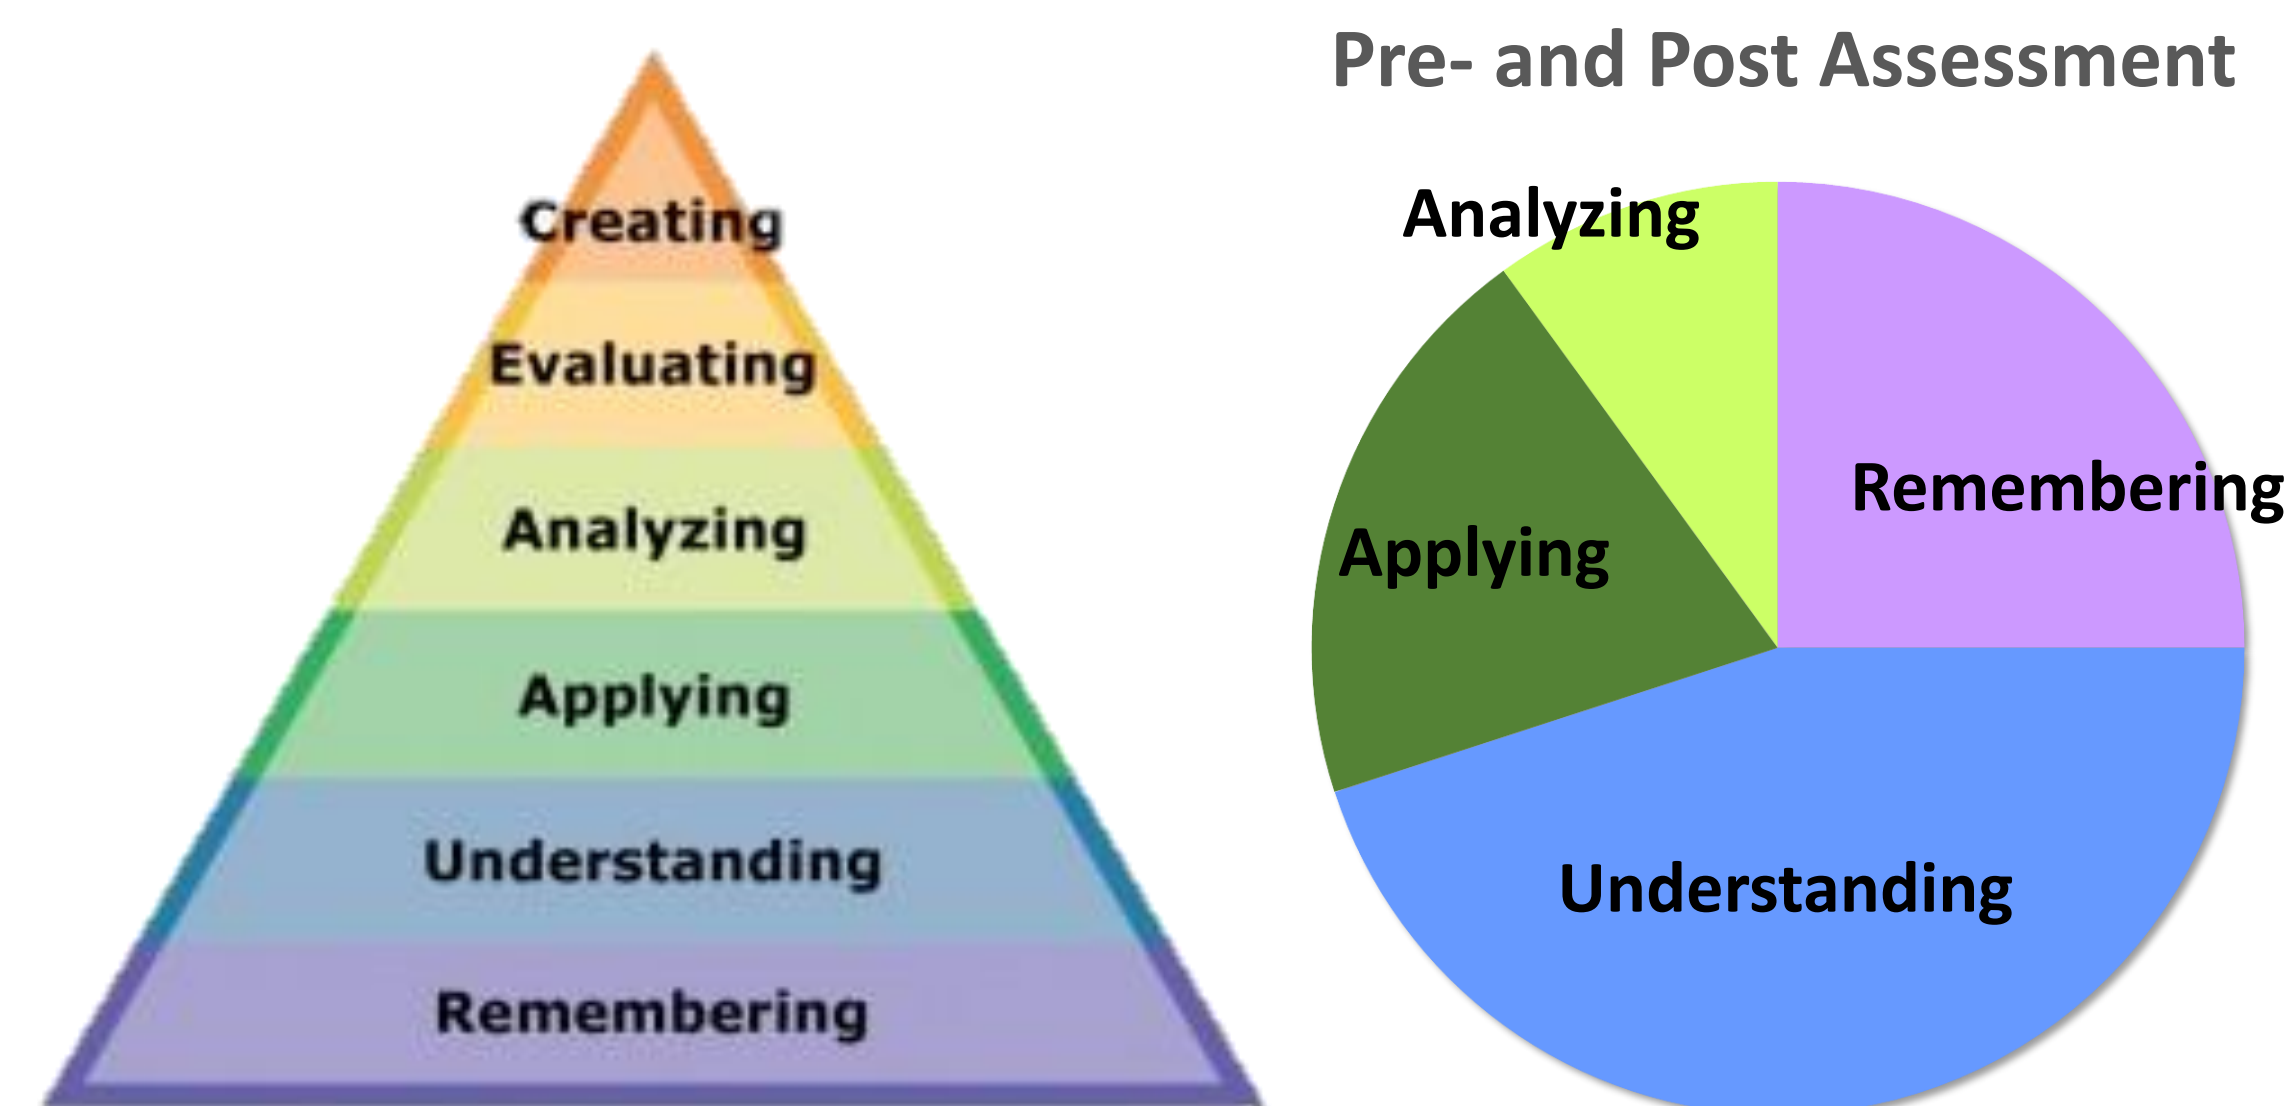 Creating
Evaluating
Analyzing
Applying
Understanding
Remembering
Pre- and Post Assessment
Analyzing
Remembering
Applying
Understanding